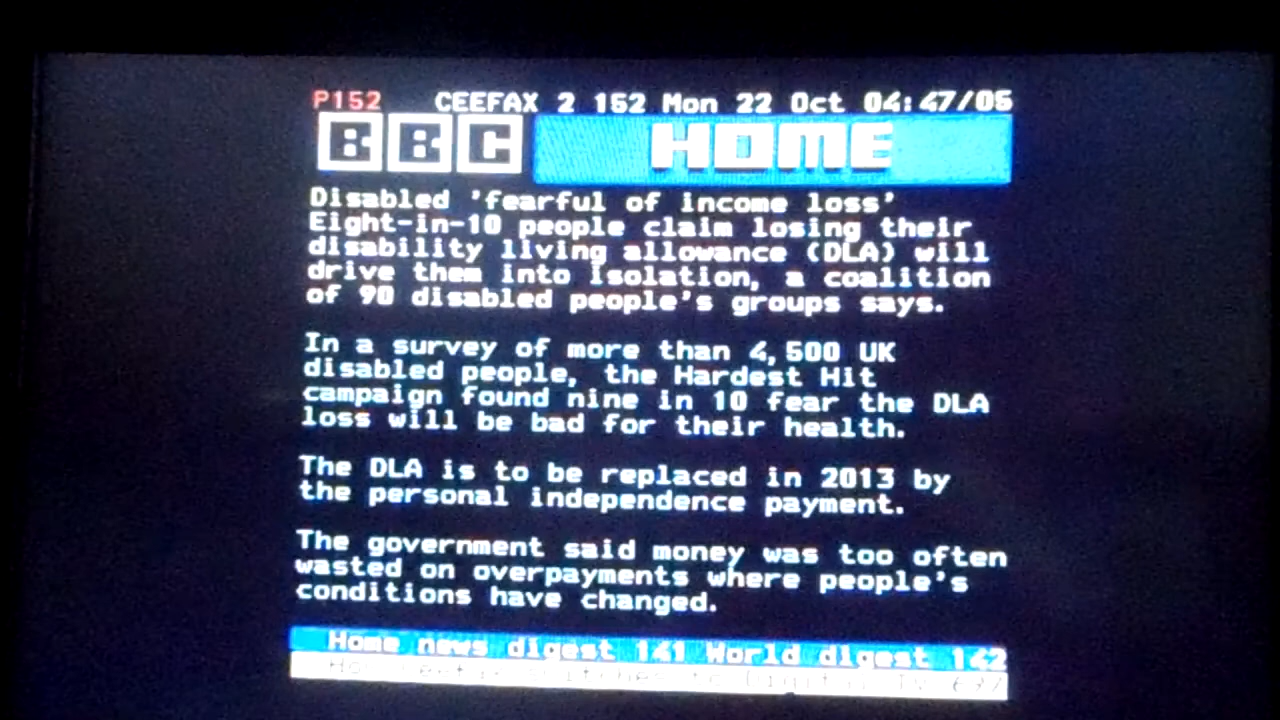 P152 CEEFAX 2 152 Mon 22 Oct 04:47/05
BBC HOME
Disabled 'fearful of income loss'
Eight-in-10 people claim losing their
disability living allowance (DLA) will
drive them into isolation, a coalition
of 90 disabled people's groups says.
In a survey of more than 4,500 UK
disabled people, the Hardest Hit
campaign found nine in 10 fear the DLA
loss will be bad for their health.
The DLA is to be replaced in 2013 by
the personal independence payment.
The government said money was too often
wasted on overpayments where people's
conditions have changed.
Home news digest 141 World digest 142